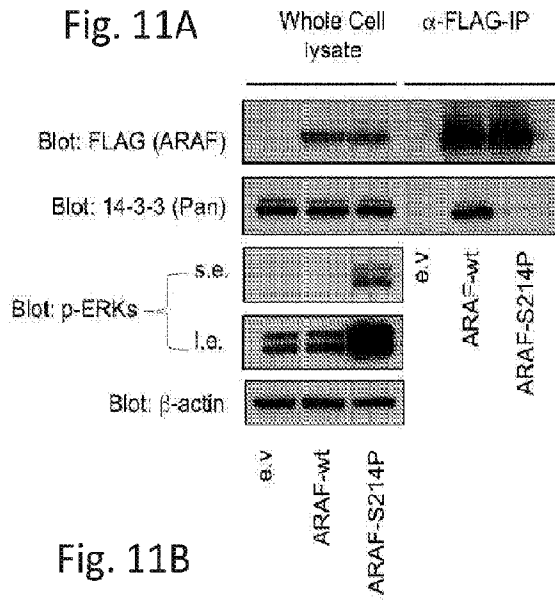 Fig. 11A
Whole Cell
lysate
α-FLAG-IP
Blot: FLAG (ARAF)
Blot: 14-3-3 (Pan)
Blot: p-ERKs
s.e.
l.e.
Blot: β-actin
e.v
ARAF-wt
ARAF-S214P
e.v
ARAF-wt
ARAF-S214P
Fig. 11B